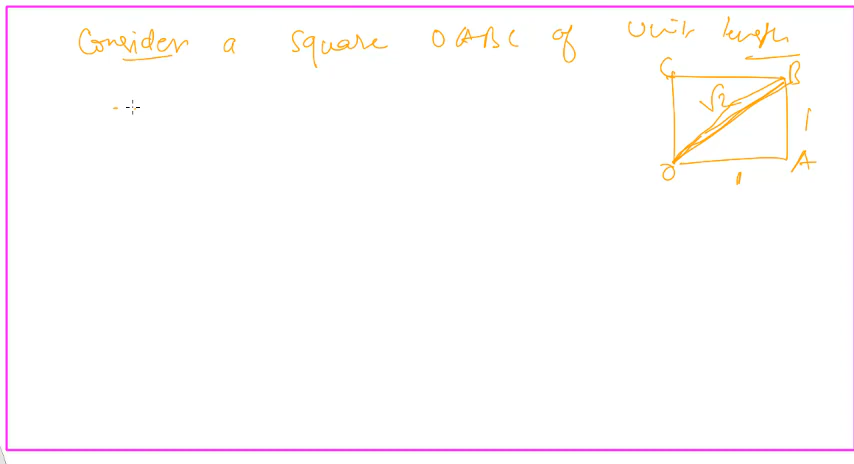 Consider a square OABC of unit length
C B
√2
1
O A
1